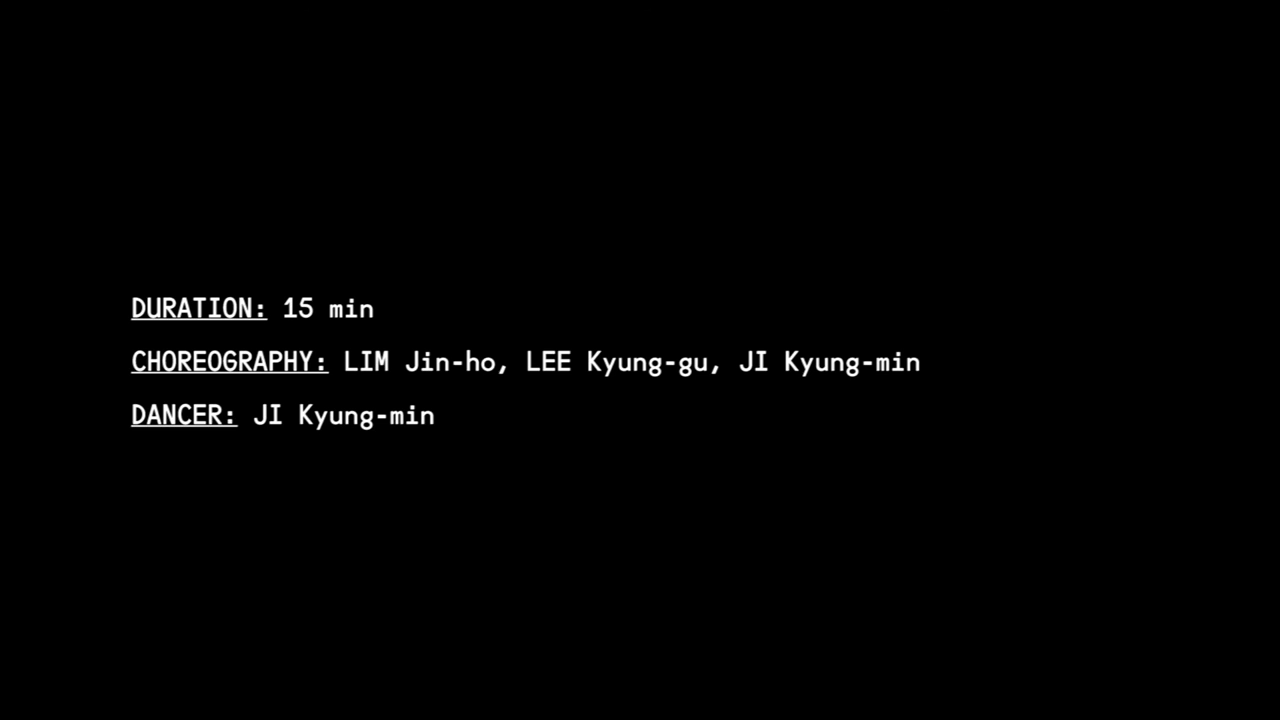 DURATION: 15 min
CHOREOGRAPHY: LIM Jin-ho, LEE Kyung-gu, JI Kyung-min
DANCER: JI Kyung-min